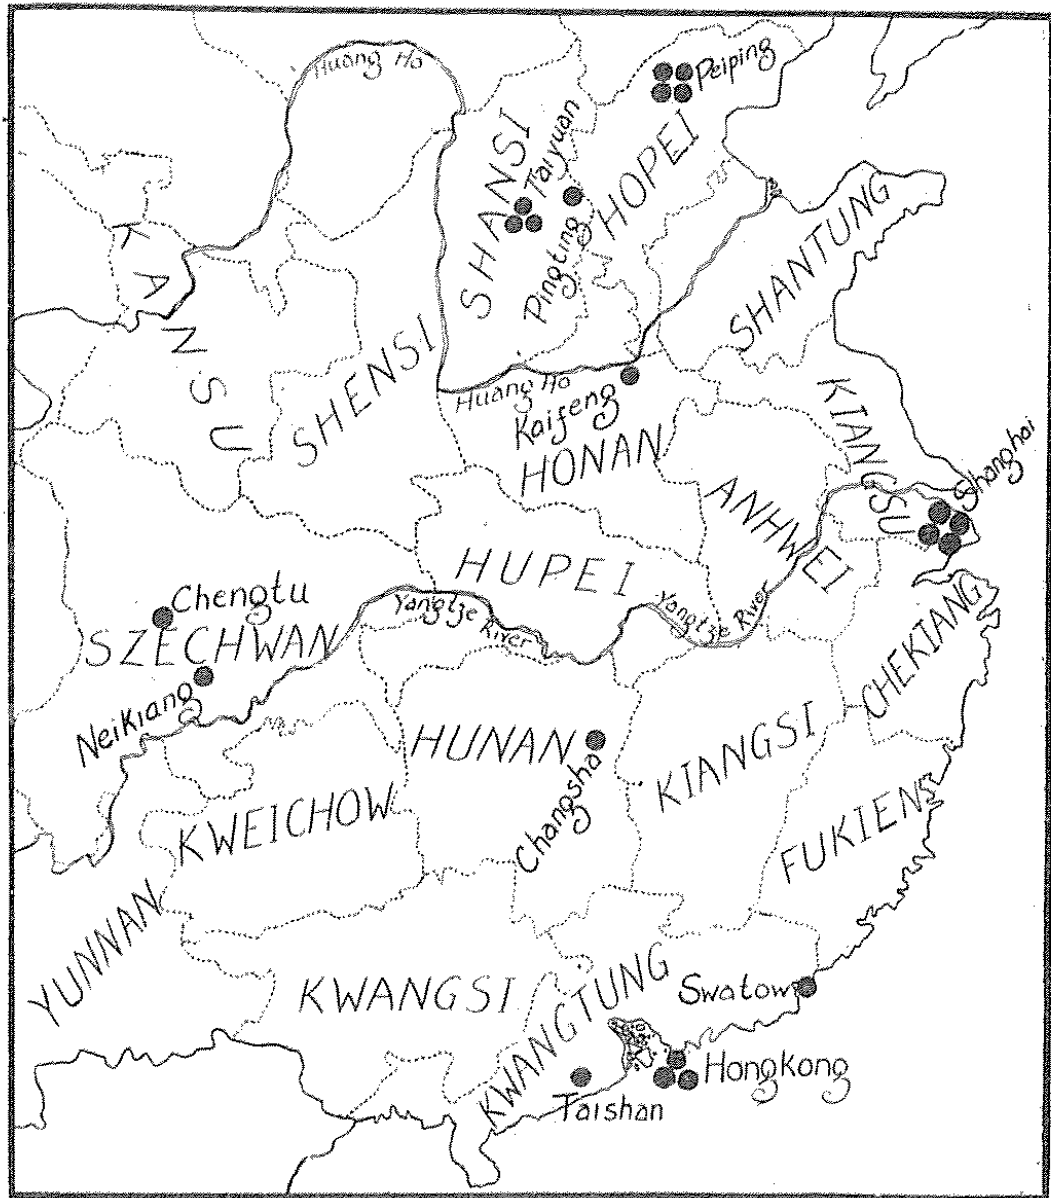 Huang Ho
Peiping
Taiyuan
SHANSI
HOPEI
Pingting
SHANTUNG
KANSU
SHENSI
Huang Ho
Kaifeng
HONAN
KIANGSU
Shanghai
ANHWEI
HUPEI
Chengtu
SZECHWAN
Yangtze River
Yangtze River
CHEKIANG
Neikiang
HUNAN
Changsha
KIANGSI
KWEICHOW
FUKIEN
YUNNAN
KWANGSI
KWANGTUNG
Swatow
Hongkong
Taishan